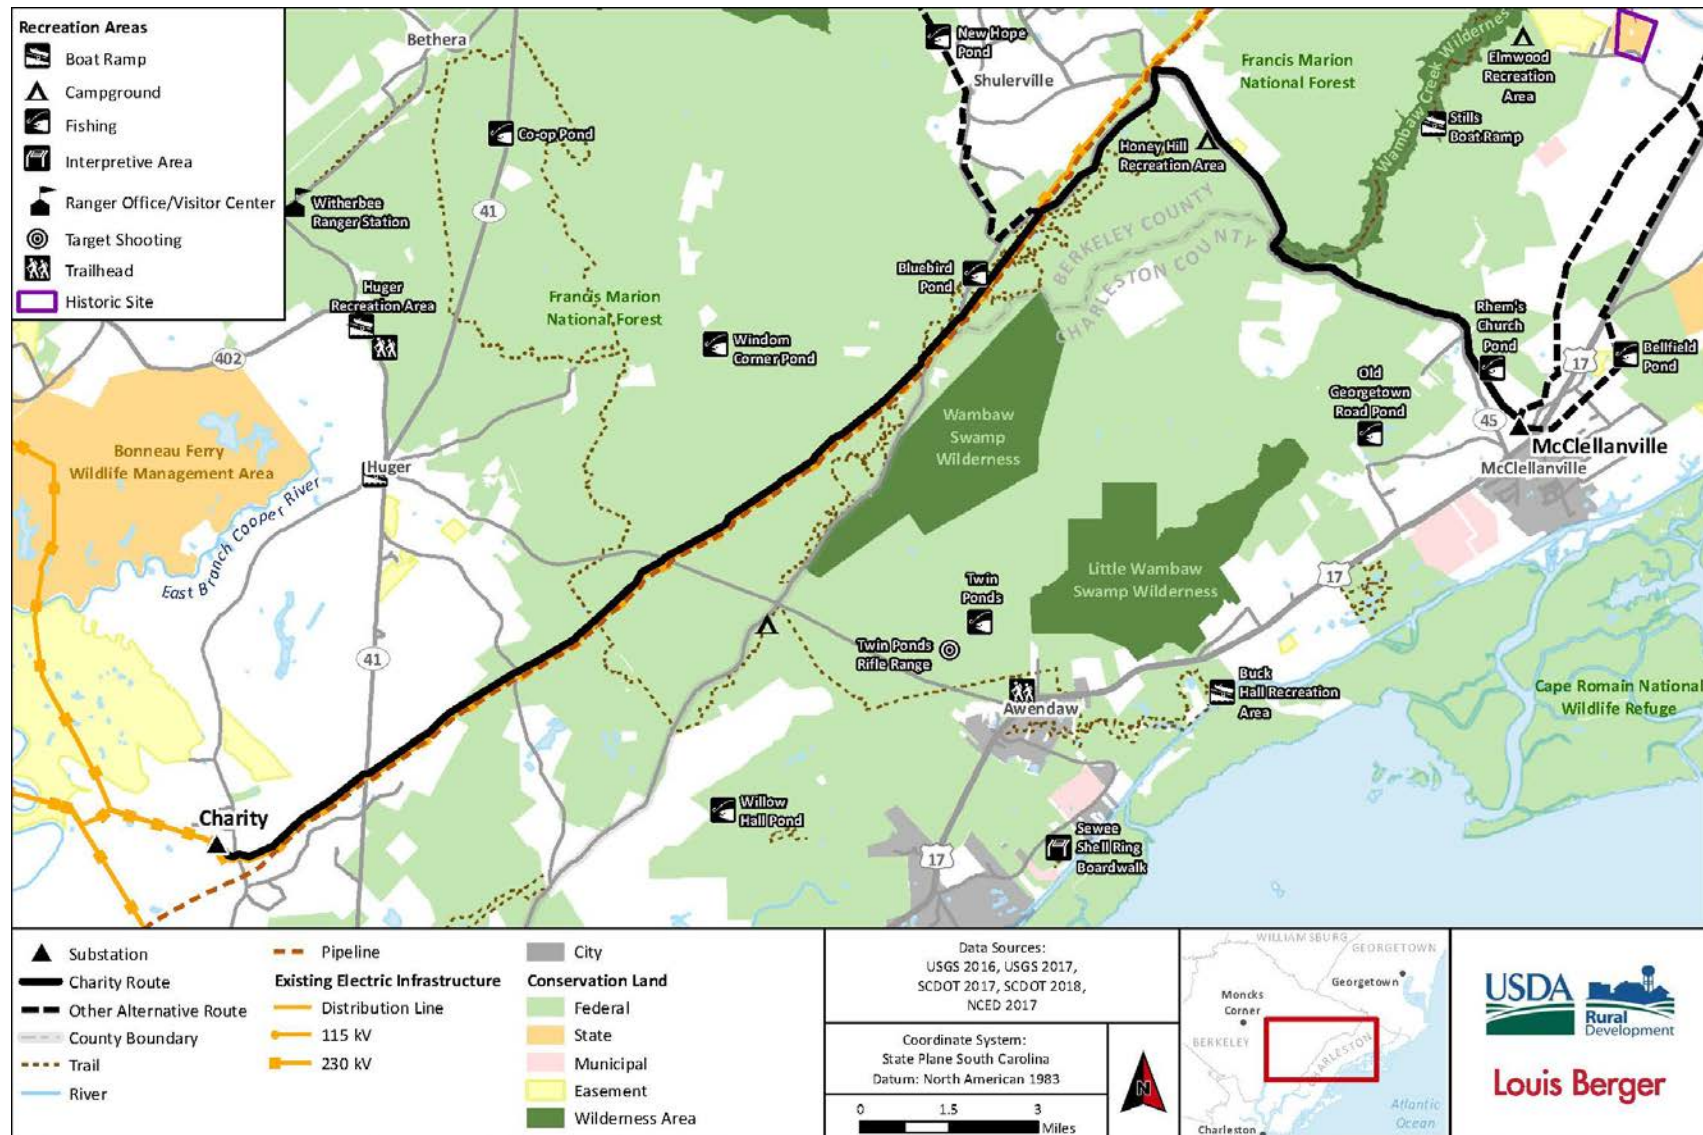 Recreation Areas
Boat Ramp
Campground
Fishing
Interpretive Area
Ranger Office/Visitor Center
Target Shooting
Trailhead
Historic Site
Bethera
New Hope
Pond
Shulerville
Francis Marion
National Forest
Wambaw Creek Wildernes
Elmwood
Recreation
Area
Stills
Boat Ramp
Co-op Pond
Honey Hill
Recreation Area
Witherbee
Ranger Station
41
BERKELEY COUNTY
CHARLESTON COUNTY
Bluebird
Pond
Huger
Recreation Area
Francis Marion
National Forest
Windom
Corner Pond
402
Rhem's
Church
Pond
17
Bellfield
Pond
Old
Georgetown
Road Pond
45
McClellanville
McClellanville
Wambaw
Swamp
Wilderness
Bonneau Ferry
Wildlife Management Area
Huger
East Branch Cooper River
Little Wambaw
Swamp Wilderness
17
Twin
Ponds
Twin Ponds
Rifle Range
41
Buck
Hall Recreation
Area
Awendaw
Cape Romain National
Wildlife Refuge
Charity
Willow
Hall Pond
Sewee
Shell Ring
Boardwalk
17
Substation
Charity Route
Other Alternative Route
County Boundary
Trail
River
Pipeline
Existing Electric Infrastructure
Distribution Line
115 kV
230 kV
City
Conservation Land
Federal
State
Municipal
Easement
Wilderness Area
Data Sources:
USGS 2016, USGS 2017,
SCDOT 2017, SCDOT 2018,
NCED 2017
Coordinate System:
State Plane South Carolina
Datum: North American 1983
0 1.5 3
Miles
N
WILLIAMSBURG
GEORGETOWN
Georgetown
Moncks
Corner
BERKELEY
CHARLESTON
Atlantic
Ocean
Charleston
USDA
Rural
Development
Louis Berger